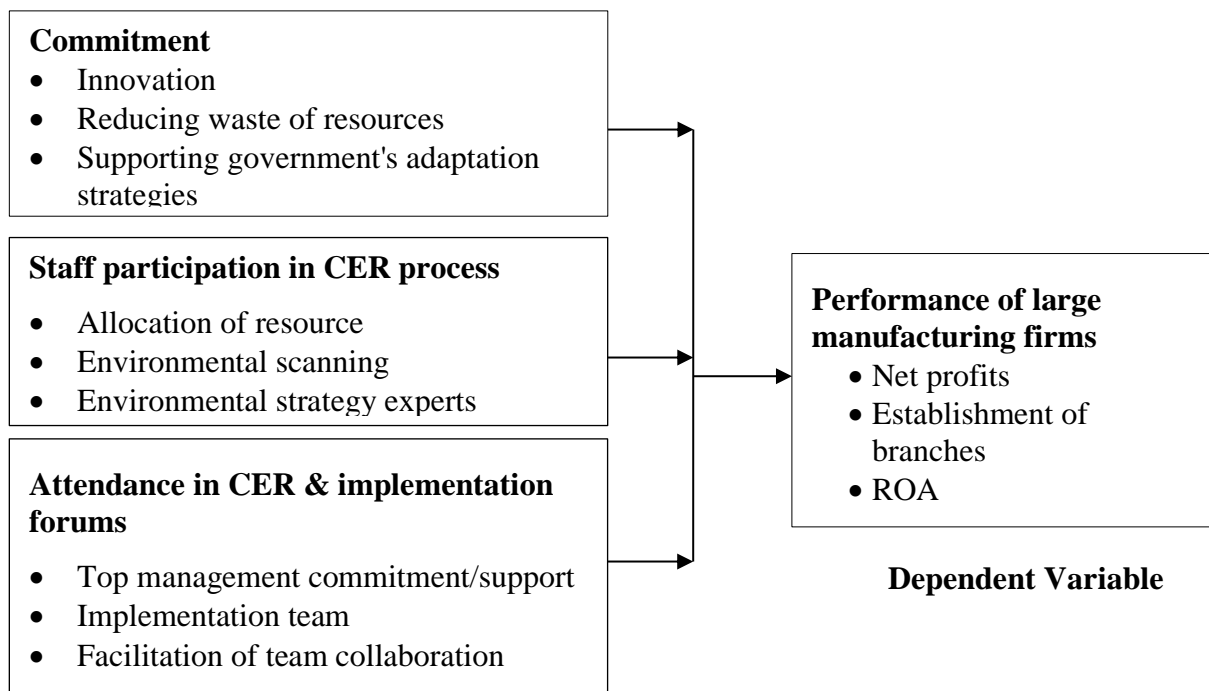 Commitment
• Innovation
• Reducing waste of resources
• Supporting government's adaptation
strategies
Staff participation in CER process
• Allocation of resource
• Environmental scanning
• Environmental strategy experts
Attendance in CER & implementation
forums
• Top management commitment/support
• Implementation team
• Facilitation of team collaboration
Performance of large
manufacturing firms
• Net profits
• Establishment of
branches
• ROA
Dependent Variable